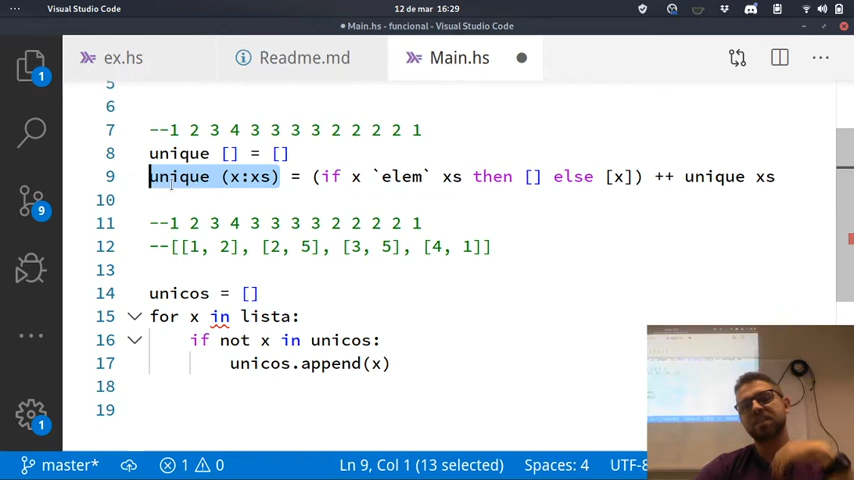 12 de mar 16:29
Visual Studio Code
Main.hs - funcional - Visual Studio Code
ex.hs
Readme.md
Main.hs
5
6
7 --1 2 3 4 3 3 3 3 2 2 2 2 1
8 unique [] = []
9 unique (x:xs) = (if x `elem` xs then [] else [x]) ++ unique xs
10
11 --1 2 3 4 3 3 3 3 2 2 2 2 1
12 --[[1, 2], [2, 5], [3, 5], [4, 1]]
13
14 unicos = []
15 for x in lista:
16 if not x in unicos:
17 unicos.append(x)
18
19
1
9
1
master*
1
0
Ln 9, Col 1 (13 selected)
Spaces: 4
UTF-8